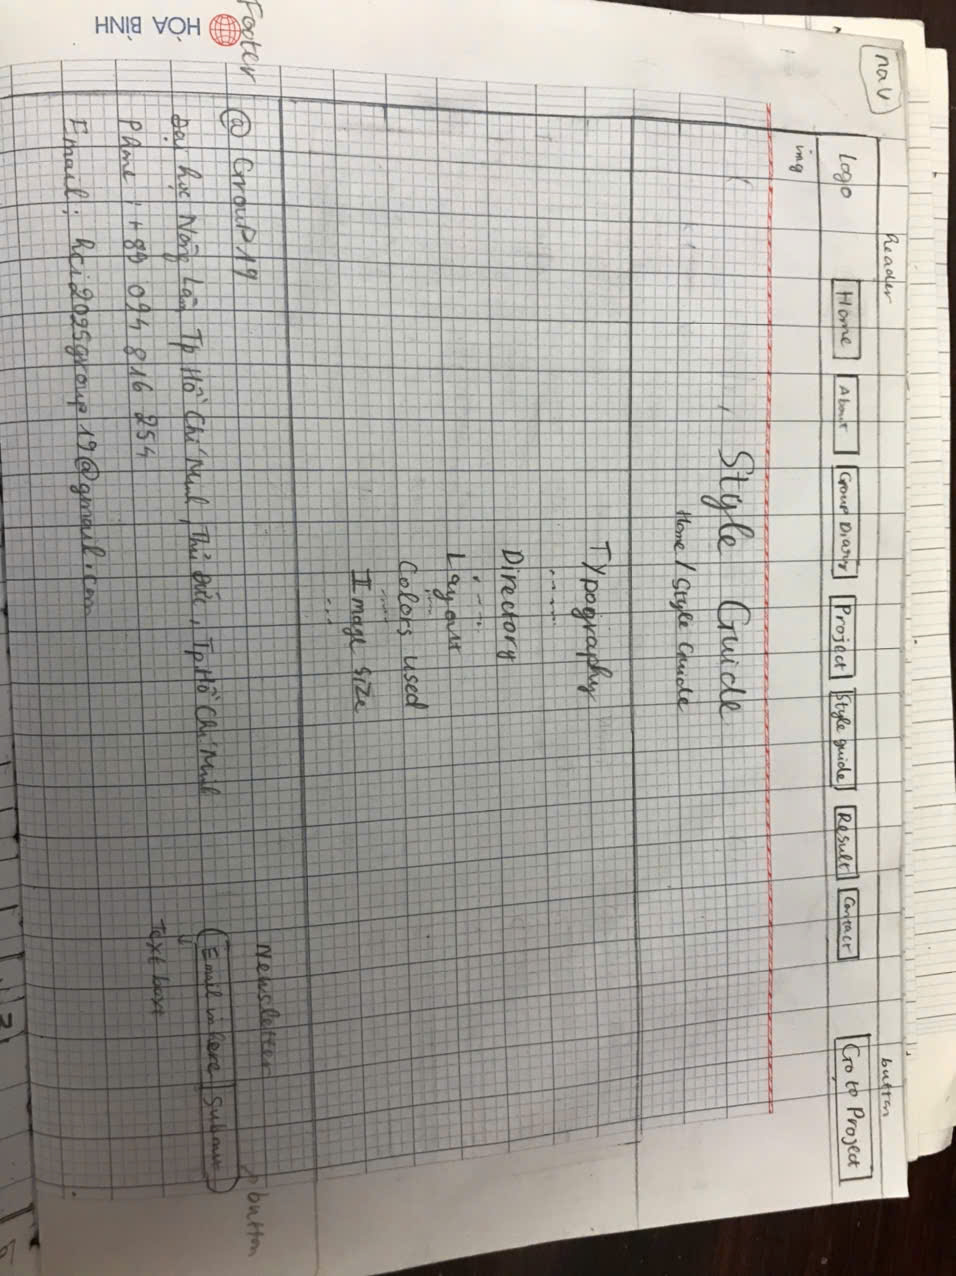 Header
button
nav
Logo Home About Group Diary Project Style guide Result Contact Go to Project
img
Style Guide
Home / Style Guide
Typography
.....
Directory
....
Layout
....
Colors used
....
Image size
...
Footer
@ Group 19
Newsletter
button
Đại học Nông Lâm Tp Hồ Chí Minh, Thủ Đức, Tp Hồ Chí Minh
Email in here
Phone: +89 094 816 254
Text box
Email: hci2025group19@gmail.com
HÒA BÌNH